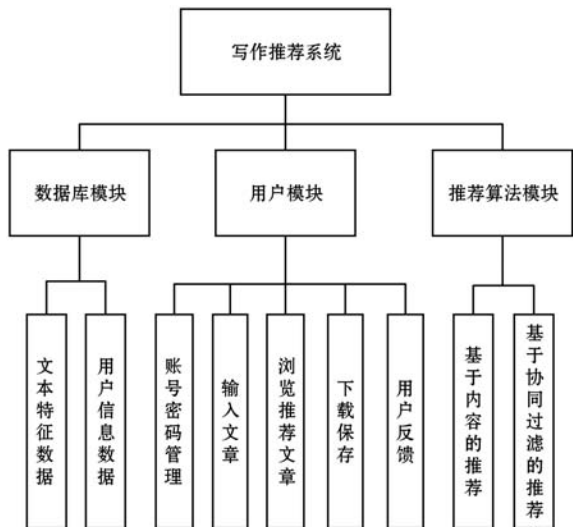 写作推荐系统
数据库模块
用户模块
推荐算法模块
文本特征数据
用户信息数据
账号密码管理
输入文章
浏览推荐文章
下载保存
用户反馈
基于内容的推荐
基于协同过滤的推荐